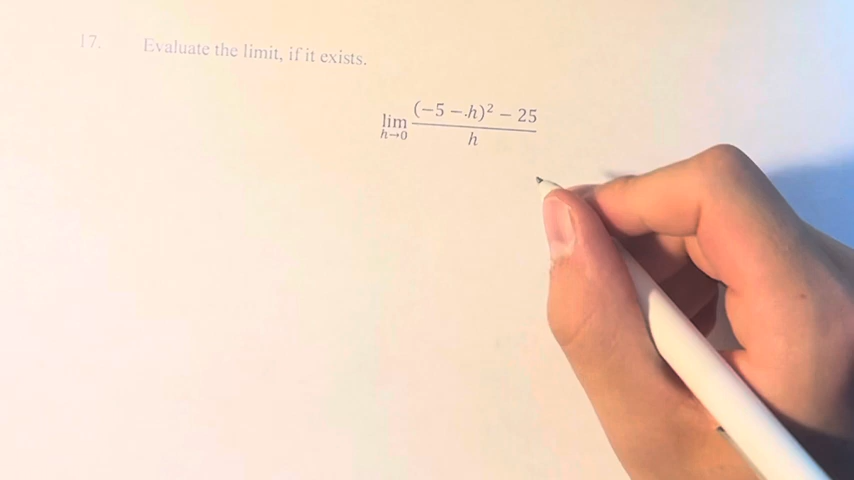 17. Evaluate the limit, if it exists.
lim h→0 (−5 − h)² − 25 / h